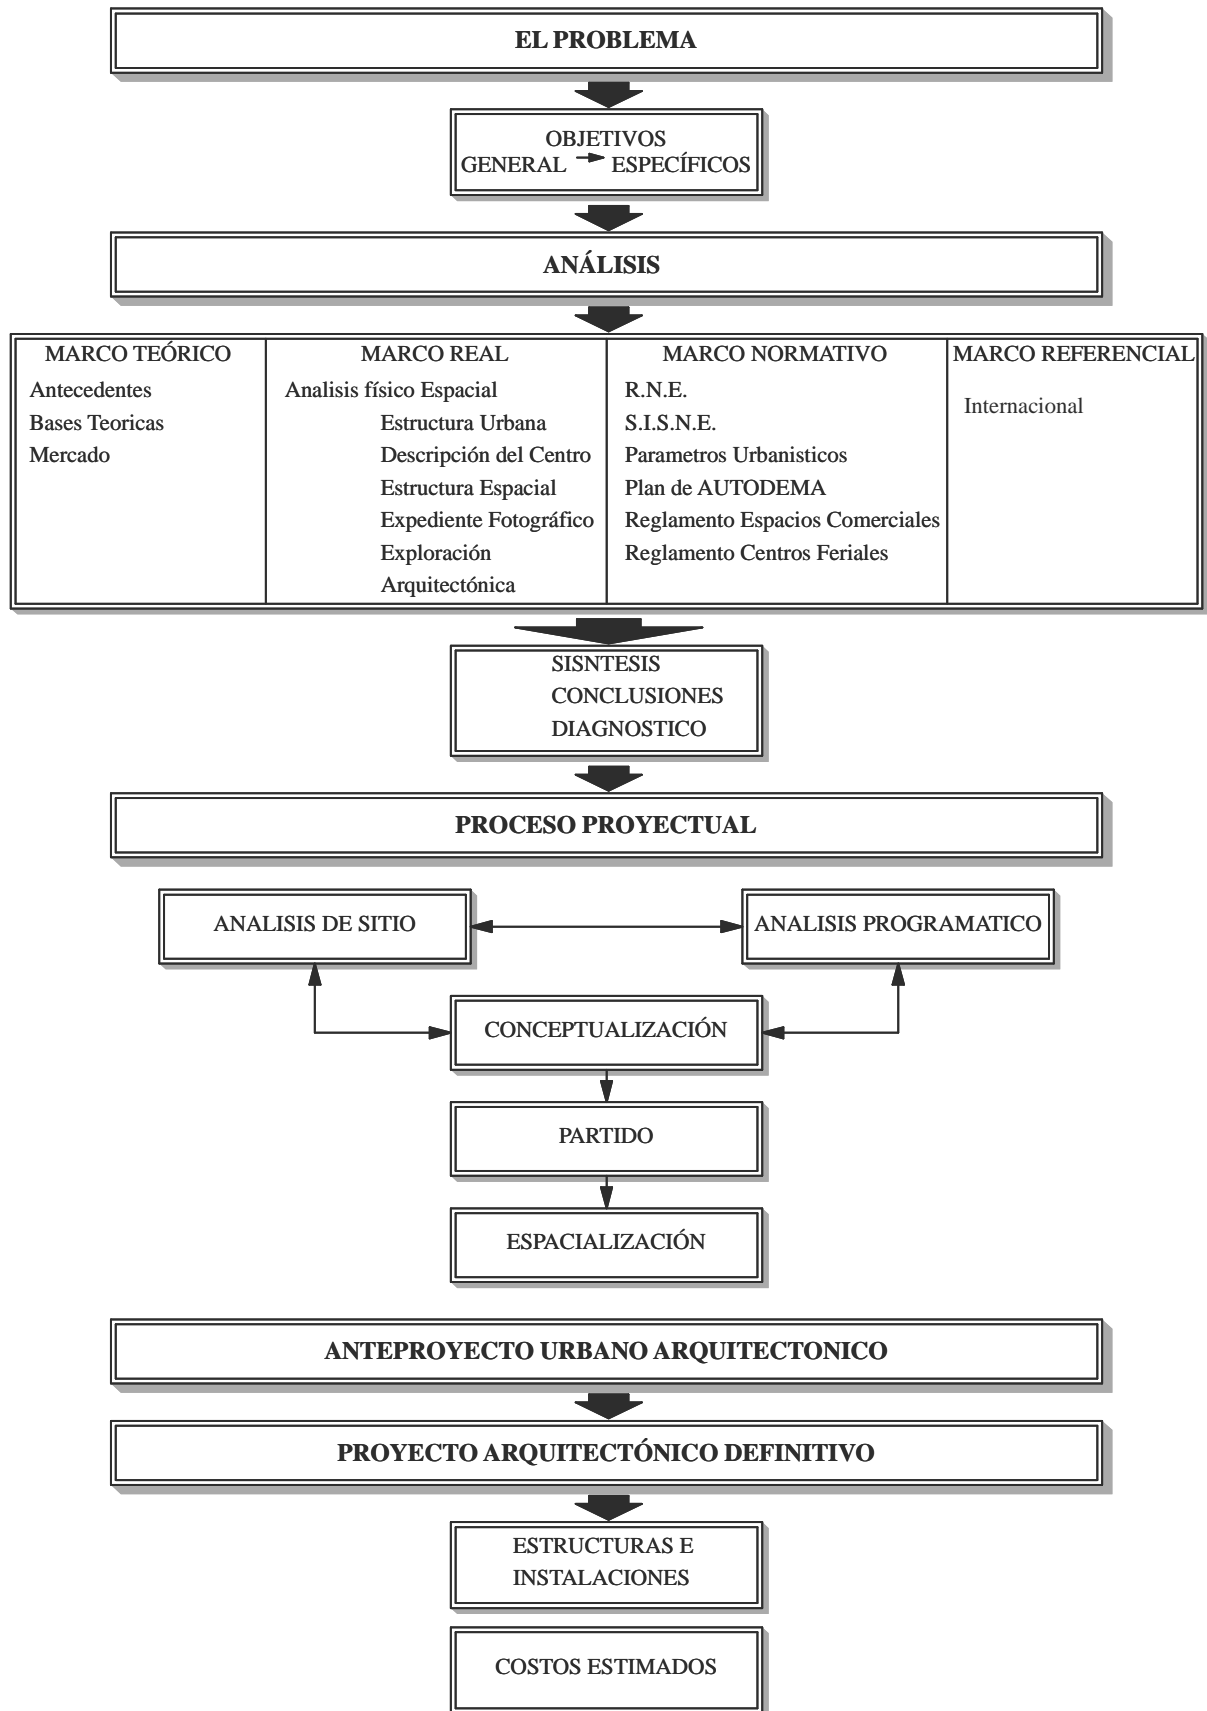 EL PROBLEMA
OBJETIVOS
GENERAL ESPECÍFICOS
ANÁLISIS
MARCO TEÓRICO
Antecedentes
Bases Teoricas
Mercado
MARCO REAL
Analisis físico Espacial
Estructura Urbana
Descripción del Centro
Estructura Espacial
Expediente Fotográfico
Exploración
Arquitectónica
MARCO NORMATIVO
R.N.E.
S.I.S.N.E.
Parametros Urbanisticos
Plan de AUTODEMA
Reglamento Espacios Comerciales
Reglamento Centros Feriales
MARCO REFERENCIAL
Internacional
SISNTESIS
CONCLUSIONES
DIAGNOSTICO
PROCESO PROYECTUAL
ANALISIS DE SITIO
ANALISIS PROGRAMATICO
CONCEPTUALIZACIÓN
PARTIDO
ESPACIALIZACIÓN
ANTEPROYECTO URBANO ARQUITECTONICO
PROYECTO ARQUITECTÓNICO DEFINITIVO
ESTRUCTURAS E
INSTALACIONES
COSTOS ESTIMADOS